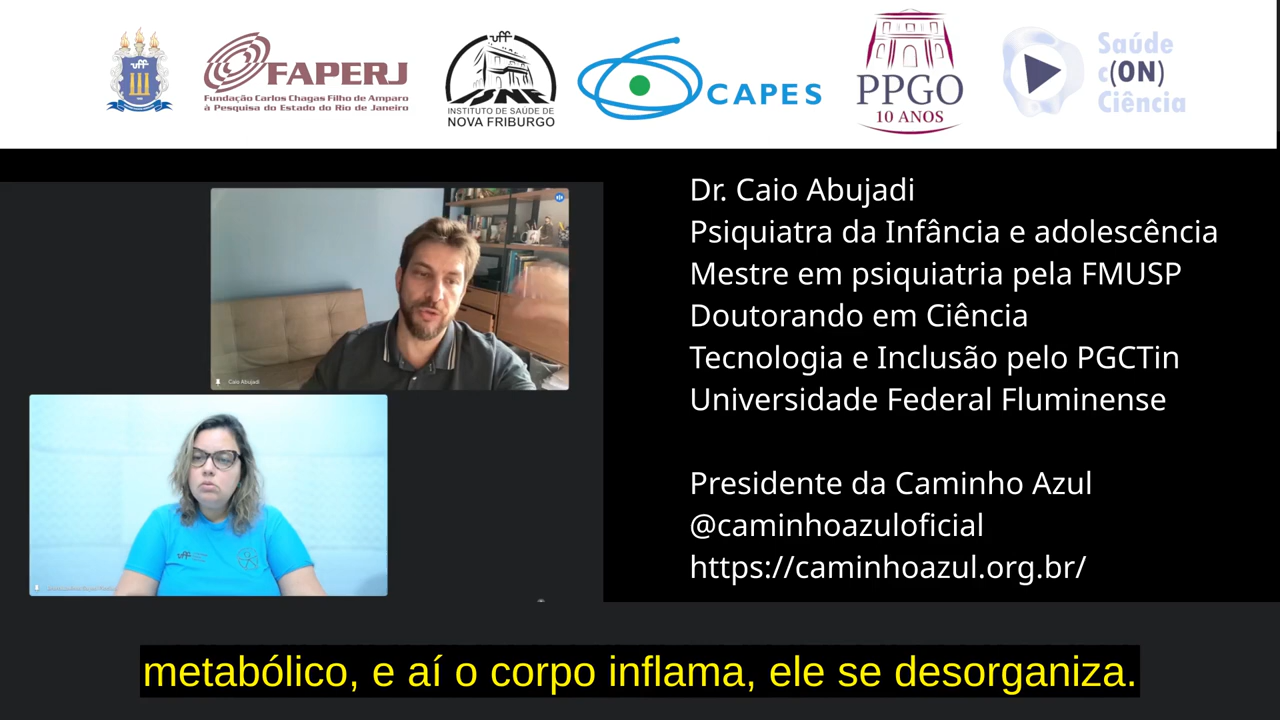 uff
FAPERJ
Fundação Carlos Chagas Filho de Amparo
à Pesquisa do Estado do Rio de Janeiro
INSTITUTO DE SAÚDE DE
NOVA FRIBURGO
CAPES
PPGO
10 ANOS
Saúde
c(ON)
Ciência
Dr. Caio Abujadi
Psiquiatra da Infância e adolescência
Mestre em psiquiatria pela FMUSP
Doutorando em Ciência
Tecnologia e Inclusão pelo PGCTin
Universidade Federal Fluminense
Presidente da Caminho Azul
@caminhoazuloficial
https://caminhoazul.org.br/
Caio Abujadi
uff
metabólico, e aí o corpo inflama, ele se desorganiza.